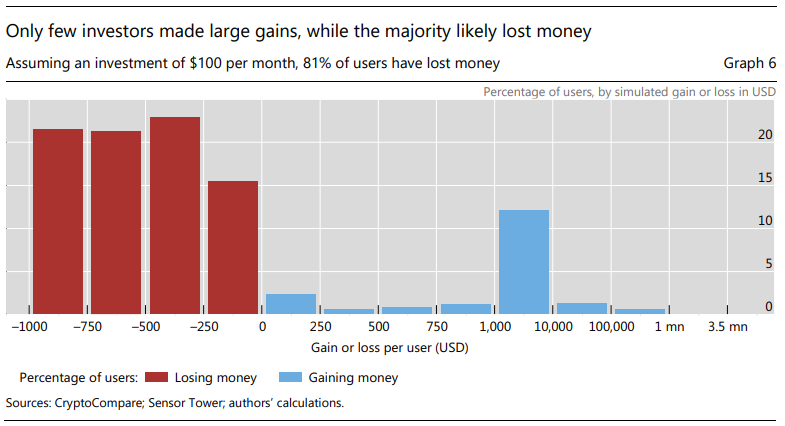 Only few investors made large gains, while the majority likely lost money
Assuming an investment of $100 per month, 81% of users have lost money Graph 6
Percentage of users, by simulated gain or loss in USD
20
15
10
5
0
–1000 –750 –500 –250 0 250 500 750 1,000 10,000 100,000 1 mn 3.5 mn
Gain or loss per user (USD)
Percentage of users: Losing money Gaining money
Sources: CryptoCompare; Sensor Tower; authors’ calculations.